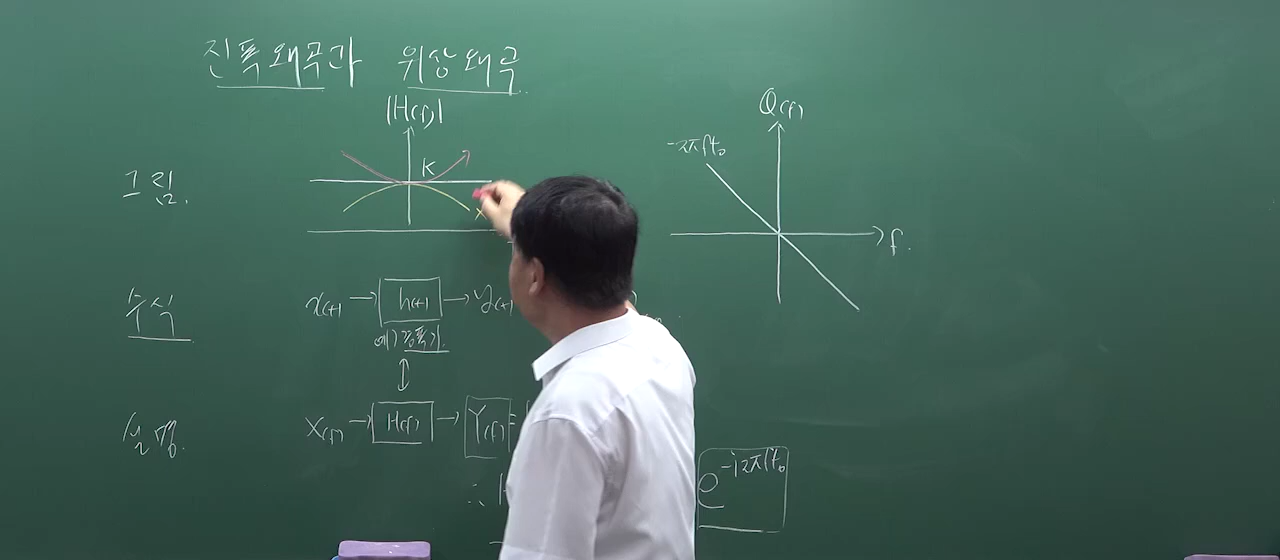 진폭왜곡과 위상왜곡
|H(f)|
K
그림.
Q(f)
-2πft₀
f.
수식
x(t) → h(t) → y(t)
예) 증폭기
↕
설명.
X(f) → H(f) → Y(f) =
∴ H
e^{-j2πft₀}